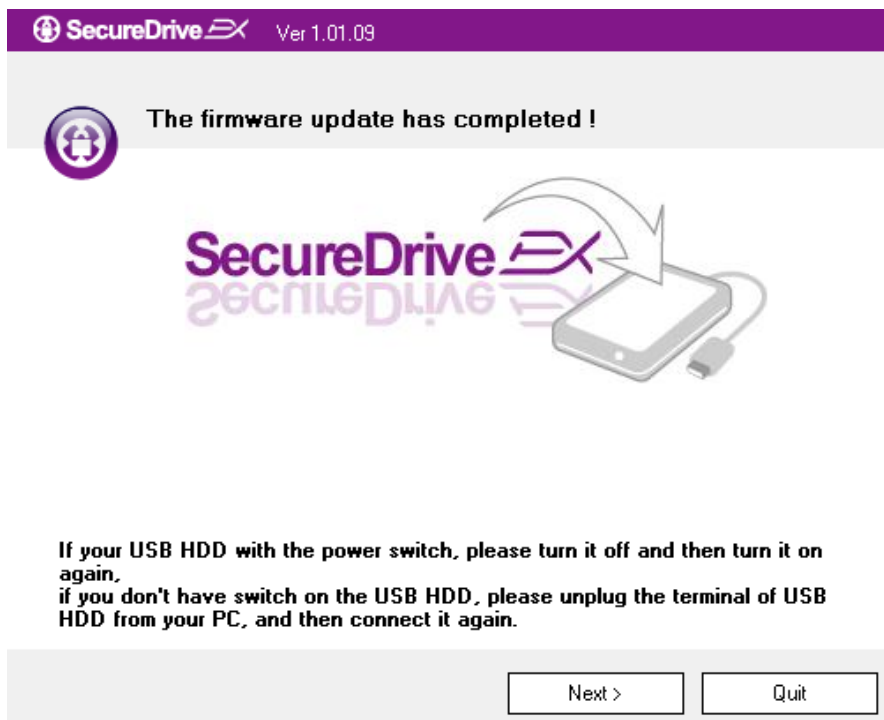 SecureDrive EX Ver 1.01.09
The firmware update has completed !
SecureDrive EX
If your USB HDD with the power switch, please turn it off and then turn it on
again,
if you don't have switch on the USB HDD, please unplug the terminal of USB
HDD from your PC, and then connect it again.
Next > Quit